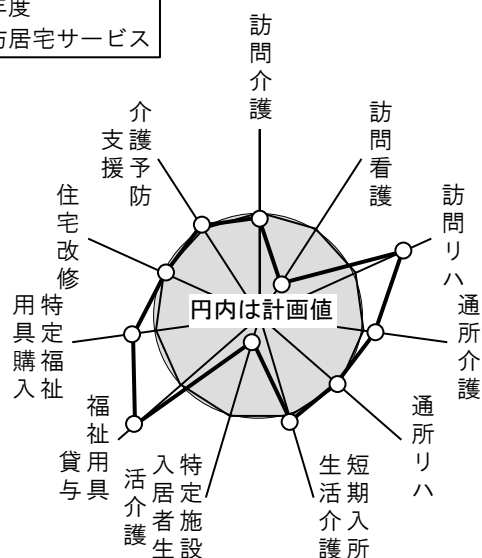 年度
防居宅サービス
訪問介護
訪問看護
訪問リハ
通所介護
通所リハ
短期入所
生活介護
特定施設
入居者生
活介護
福祉用具
貸与
特定福祉
用具購入
住宅改修
介護予防
支援
円内は計画値